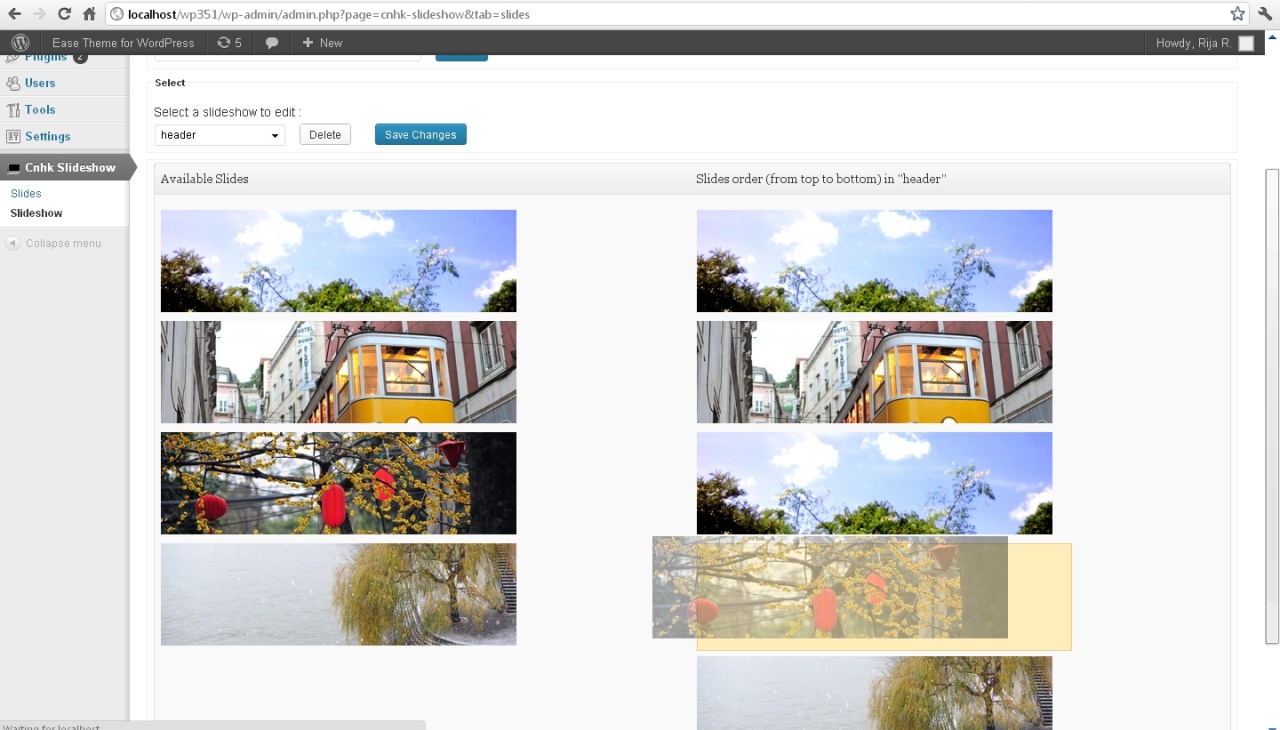 localhost/wp351/wp-admin/admin.php?page=cnhk-slideshow&tab=slides
Ease Theme for WordPress 5 + New Howdy, Rija R.
Plugins 2
Users
Tools
Settings
Cnhk Slideshow
Slides
Slideshow
Collapse menu
Select
Select a slideshow to edit :
header Delete Save Changes
Available Slides Slides order (from top to bottom) in "header"
HOTEL
HOTEL
Waiting for localhost